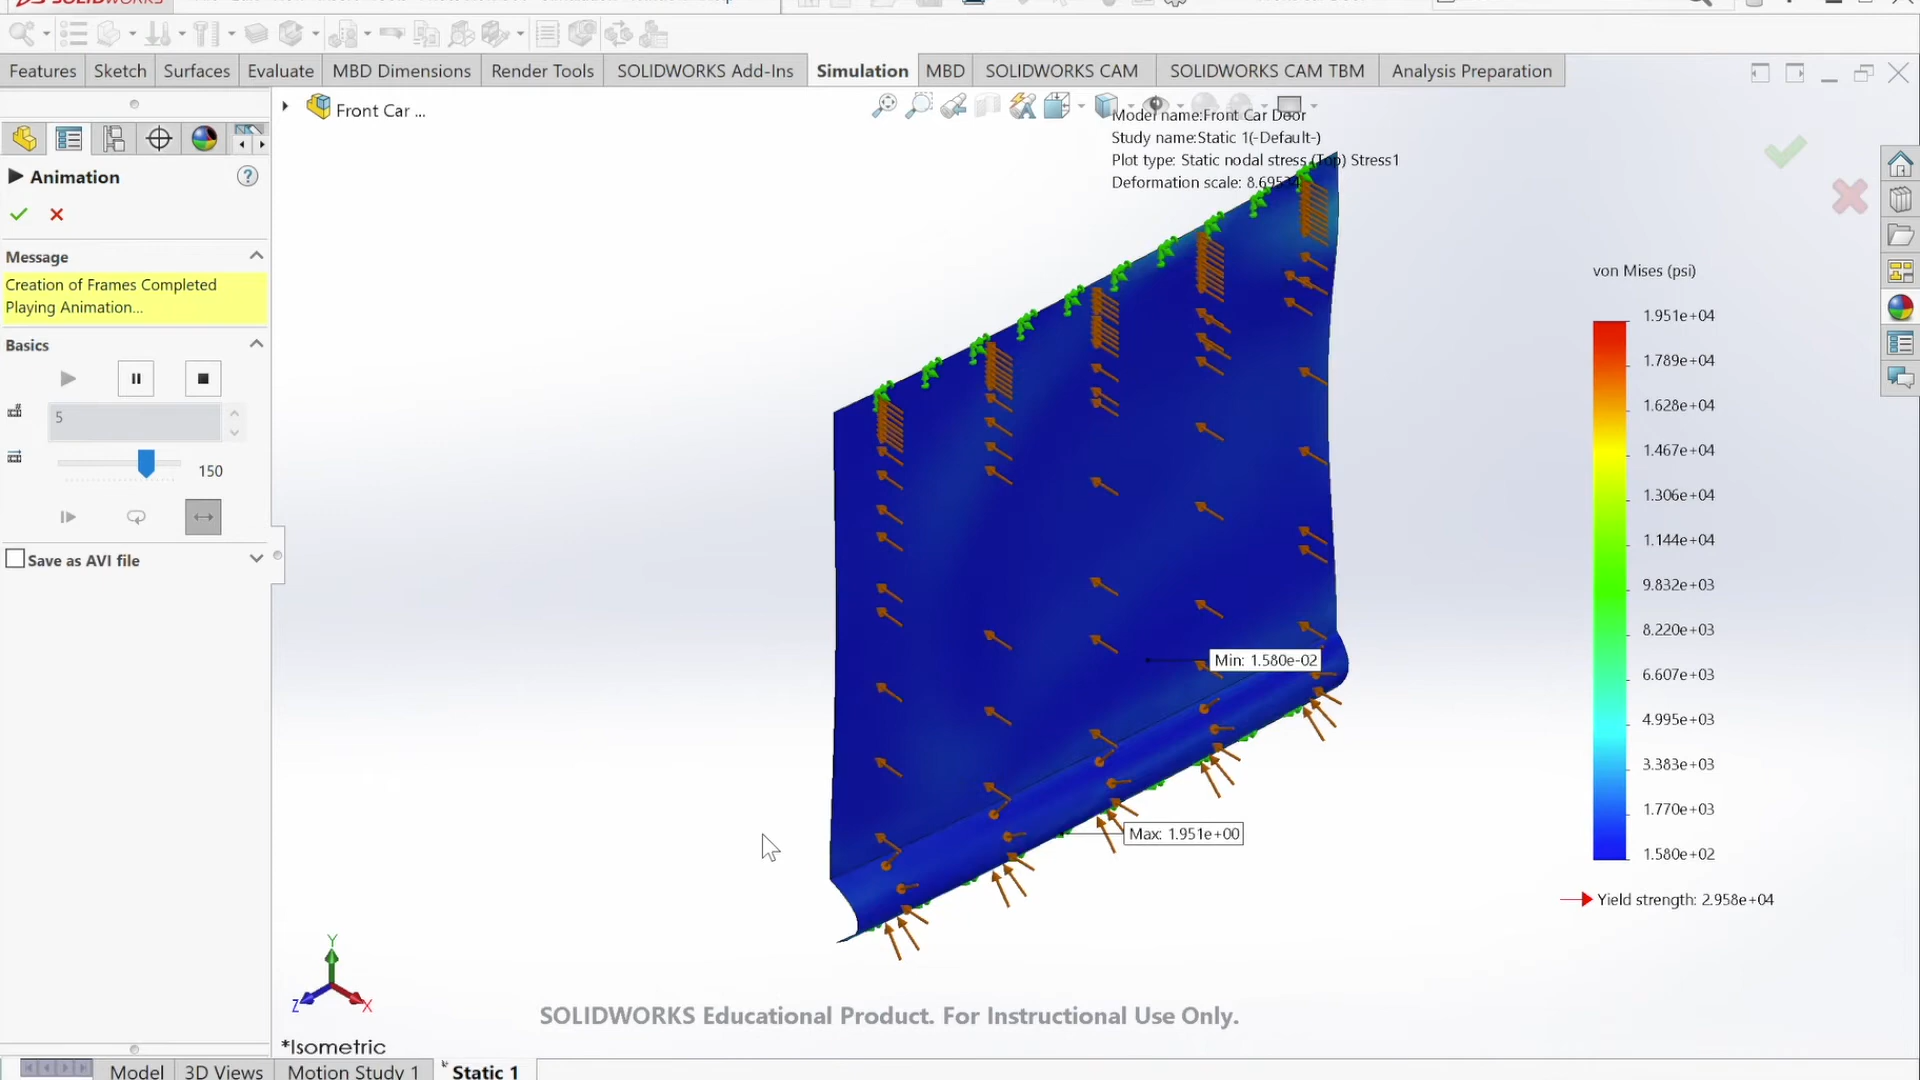 SOLIDWORKS
Features
Sketch
Surfaces
Evaluate
MBD Dimensions
Render Tools
SOLIDWORKS Add-Ins
Simulation
MBD
SOLIDWORKS CAM
SOLIDWORKS CAM TBM
Analysis Preparation
Front Car ...
Model name:Front Car Door
Study name:Static 1(-Default-)
Plot type: Static nodal stress (Top) Stress1
Deformation scale: 8.695
Animation
Message
Creation of Frames Completed
Playing Animation...
Basics
5
150
Save as AVI file
von Mises (psi)
1.951e+04
1.789e+04
1.628e+04
1.467e+04
1.306e+04
1.144e+04
9.832e+03
8.220e+03
6.607e+03
4.995e+03
3.383e+03
1.770e+03
1.580e+02
Yield strength: 2.958e+04
Min: 1.580e-02
Max: 1.951e+00
Y
Z
X
SOLIDWORKS Educational Product. For Instructional Use Only.
*Isometric
Model
3D Views
Motion Study 1
Static 1